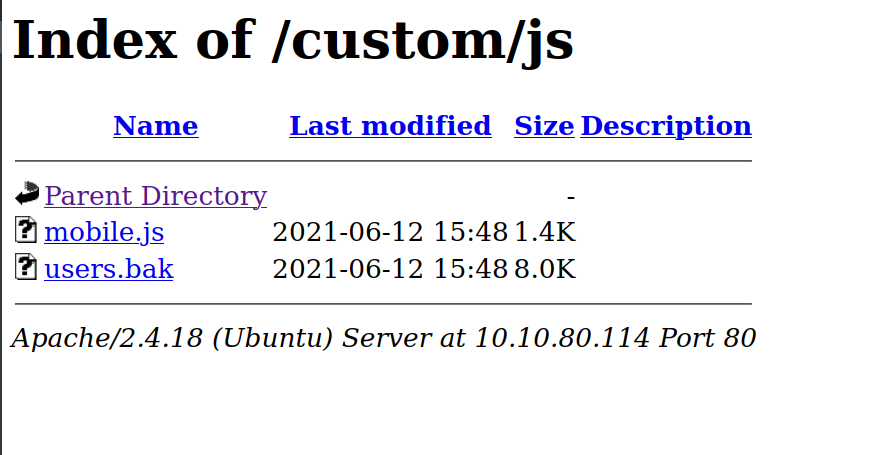 Index of /custom/js
Name Last modified Size Description
Parent Directory -
mobile.js 2021-06-12 15:48 1.4K
users.bak 2021-06-12 15:48 8.0K
Apache/2.4.18 (Ubuntu) Server at 10.10.80.114 Port 80